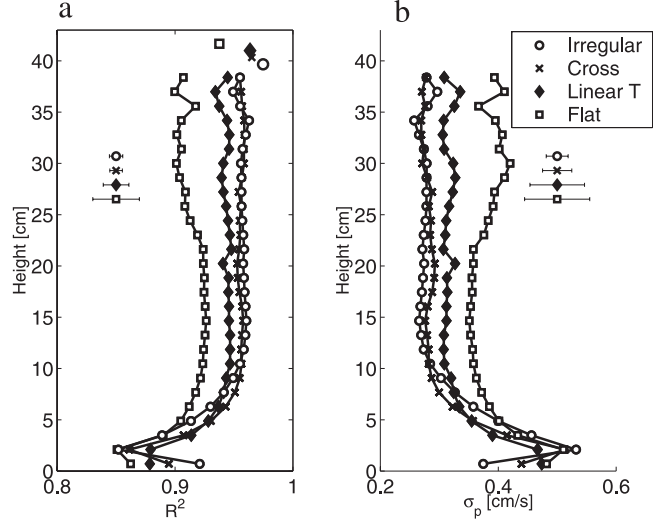 a
b
40
35
30
25
20
15
10
5
0
Height [cm]
0.8
0.9
1
R²
40
35
30
25
20
15
10
5
0
Height [cm]
0.2
0.4
0.6
σp [cm/s]
Irregular
Cross
Linear T
Flat